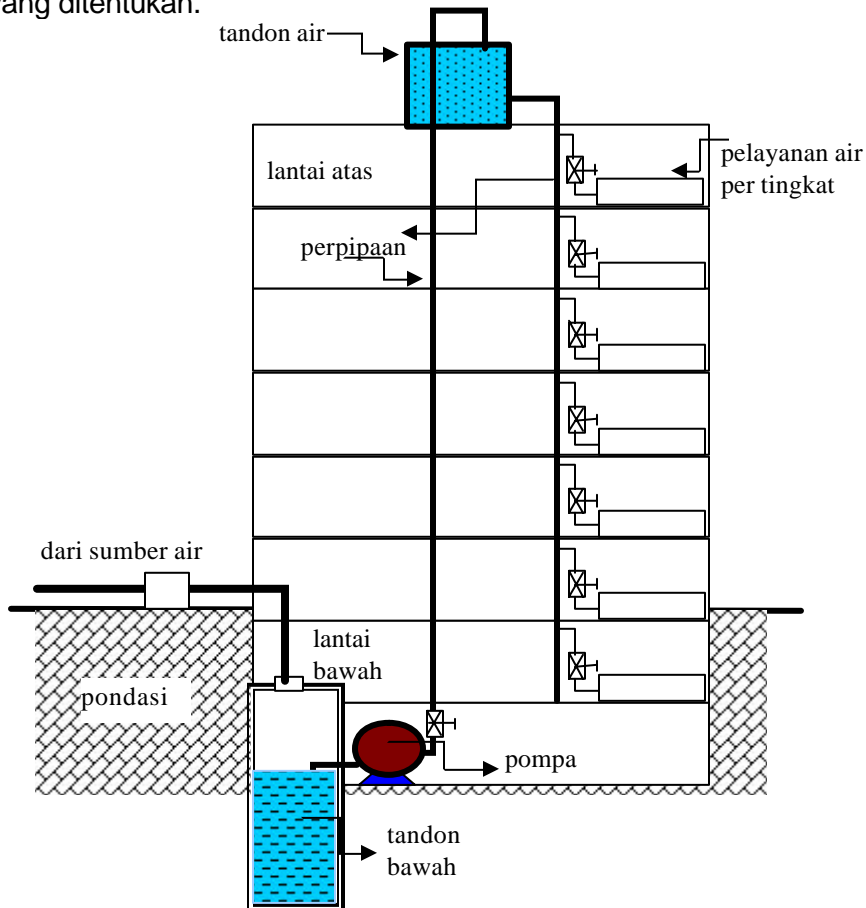 yang ditentukan.
tandon air
lantai atas
pelayanan air
per tingkat
perpipaan
dari sumber air
lantai
bawah
pondasi
pompa
tandon
bawah